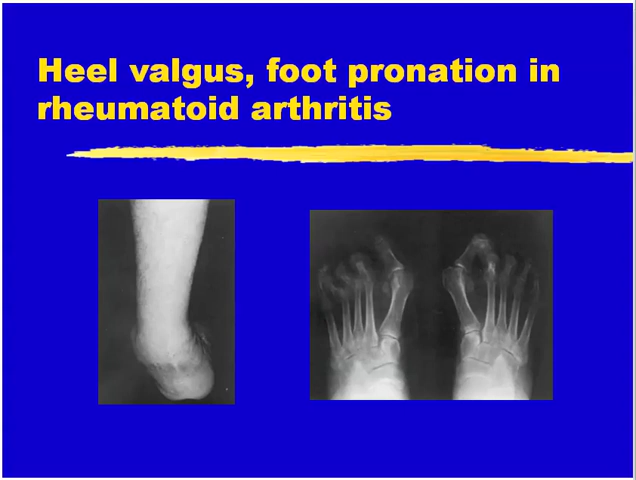 Heel valgus, foot pronation in
rheumatoid arthritis